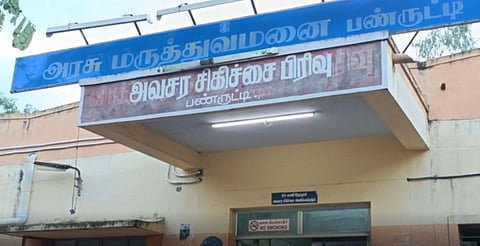 அரசு மருத்துவமனை பண்ருட்டி
அவசர சிகிச்சை பிரிவு
பண்ருட்டி.
NO SMOKING